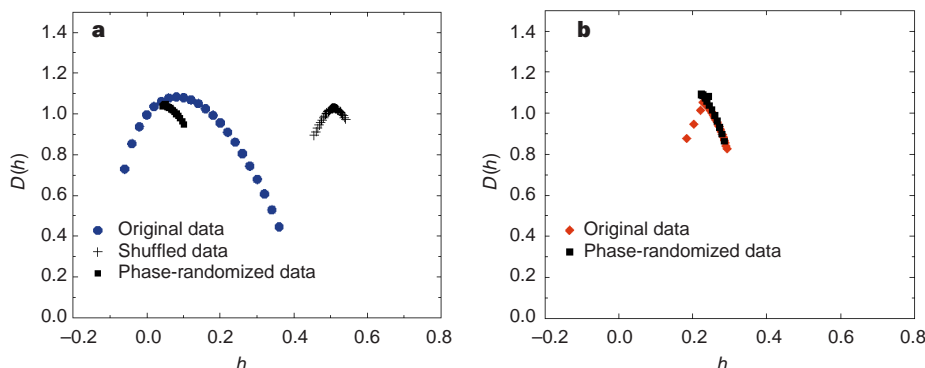 a
1.4
1.2
1.0
0.8
0.6
0.4
0.2
0.0
D(h)
Original data
Shuffled data
Phase-randomized data
–0.2 0.0 0.2 0.4 0.6 0.8
h
b
1.4
1.2
1.0
0.8
0.6
0.4
0.2
0.0
D(h)
Original data
Phase-randomized data
–0.2 0.0 0.2 0.4 0.6 0.8
h